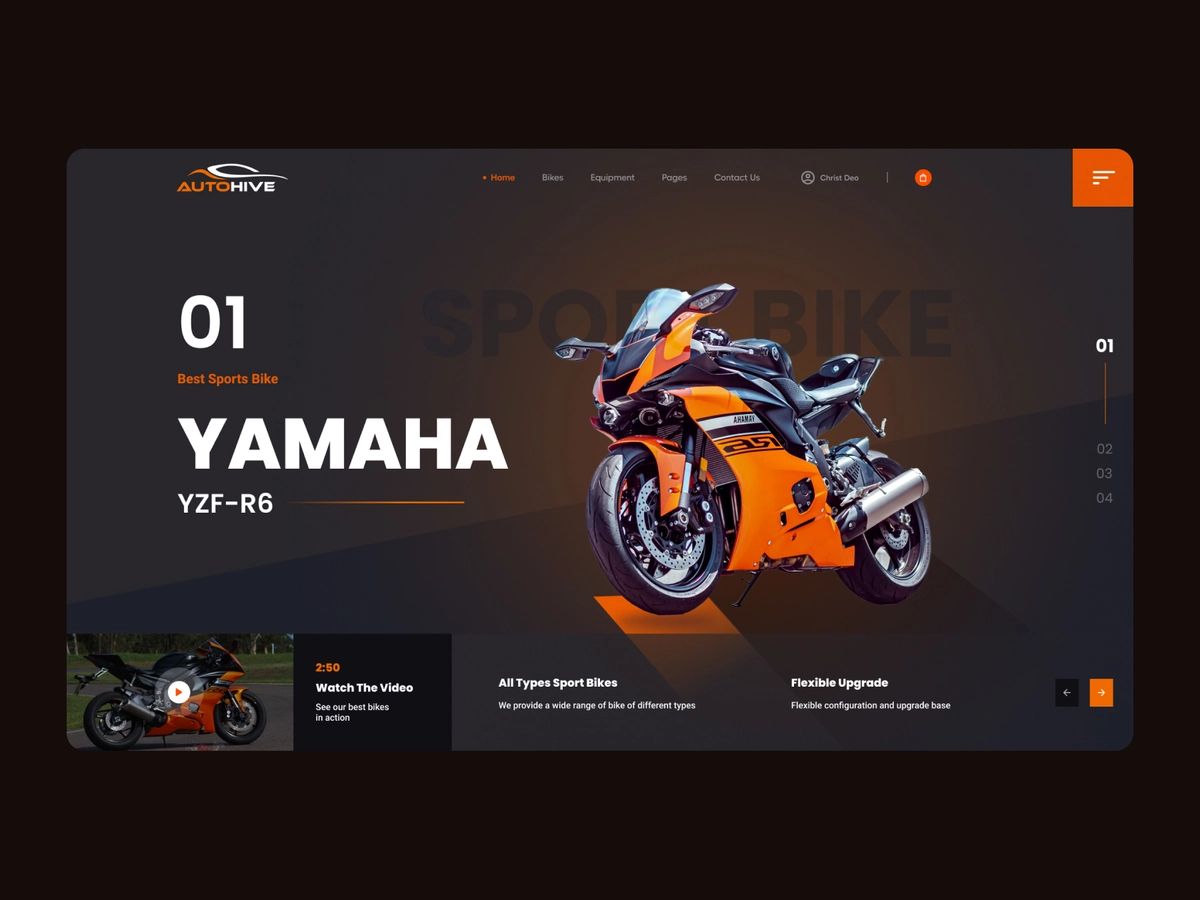 AUTOHIVE
Home
Bikes
Equipment
Pages
Contact Us
Christ Deo
SPORT BIKE
01
Best Sports Bike
YAMAHA
YZF-R6
AHAMAY
01
02
03
04
2:50
Watch The Video
See our best bikes
in action
All Types Sport Bikes
We provide a wide range of bike of different types
Flexible Upgrade
Flexible configuration and upgrade base